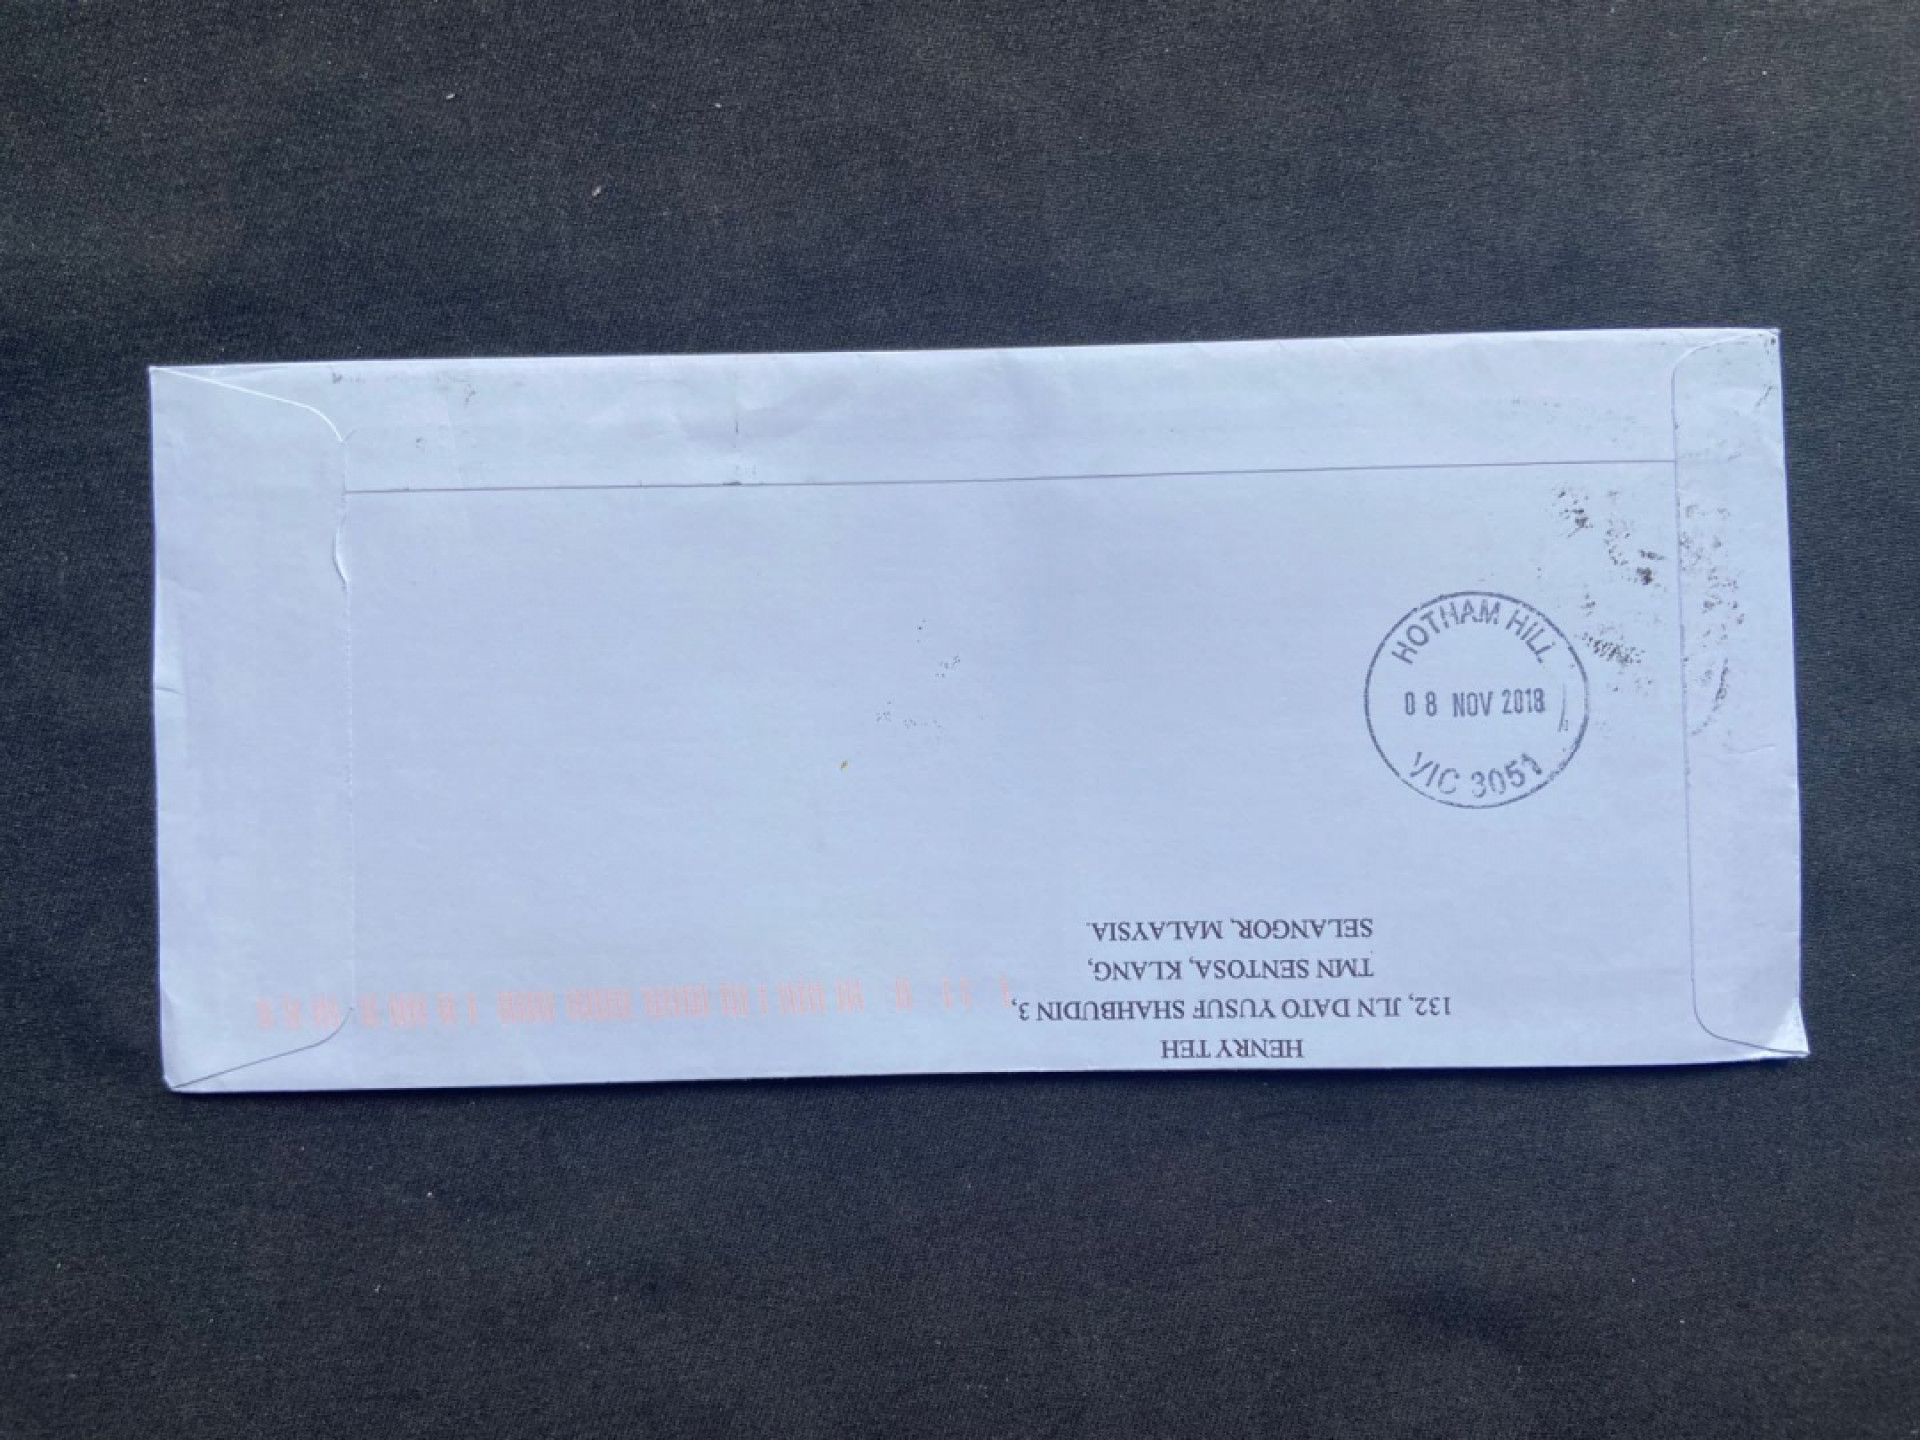 HOTHAM HILL
08 NOV 2018
VIC 3051
HENRY TEH
132, JLN DATO YUSUF SHAHBUDIN 3,
TMN SENTOSA, KLANG,
SELANGOR, MALAYSIA.